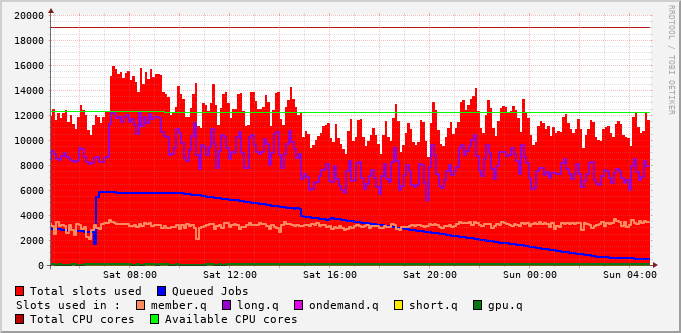 20000
18000
16000
14000
12000
10000
8000
6000
4000
2000
0
Sat 08:00 Sat 12:00 Sat 16:00 Sat 20:00 Sun 00:00 Sun 04:00
RRDTOOL / TOBI OETIKER
Total slots used Queued Jobs
Slots used in : member.q long.q ondemand.q short.q gpu.q
Total CPU cores Available CPU cores